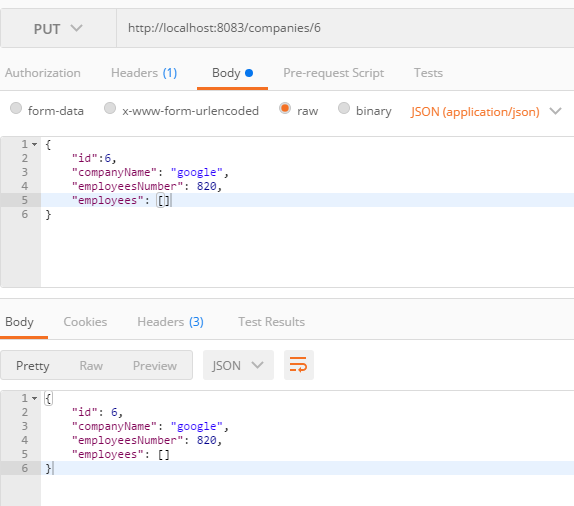 PUT http://localhost:8083/companies/6
Authorization Headers (1) Body Pre-request Script Tests
form-data x-www-form-urlencoded raw binary JSON (application/json)
1 {
2 "id":6,
3 "companyName": "google",
4 "employeesNumber": 820,
5 "employees": []
6 }
Body Cookies Headers (3) Test Results
Pretty Raw Preview JSON
1 {
2 "id": 6,
3 "companyName": "google",
4 "employeesNumber": 820,
5 "employees": []
6 }